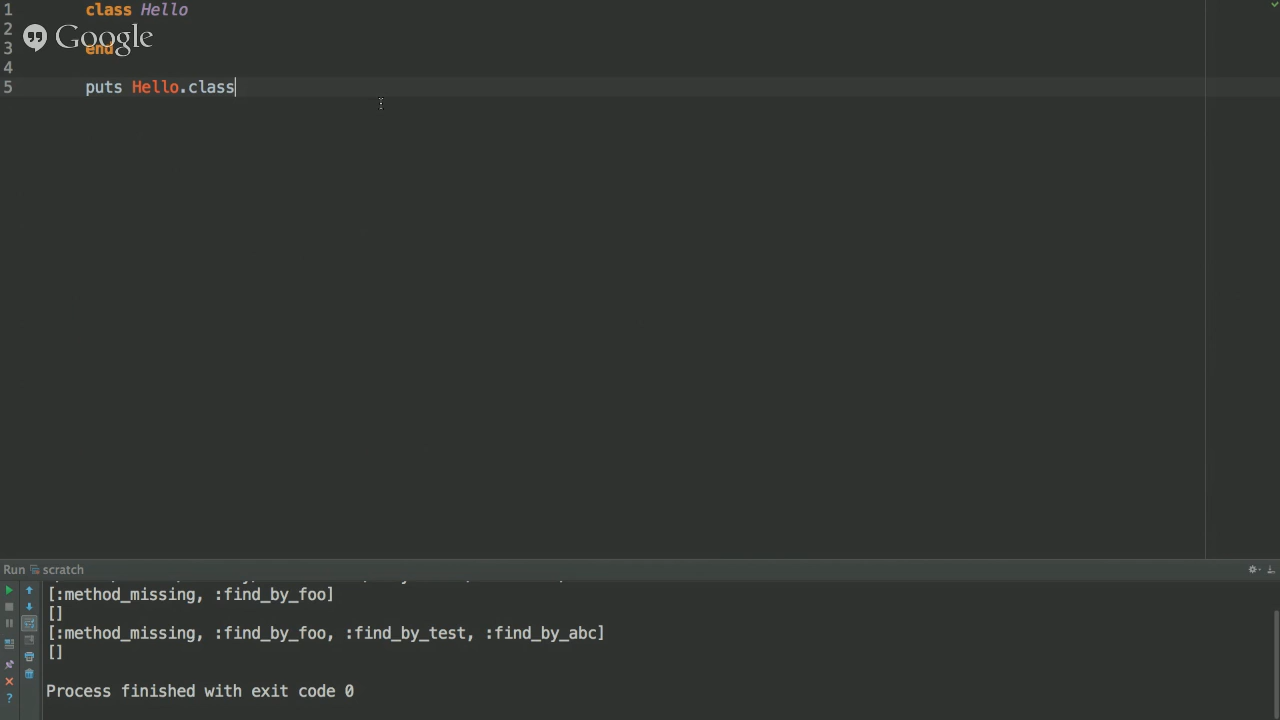 1 class Hello
2
Google
3 end
4
5 puts Hello.class
Run scratch
[:method_missing, :find_by_foo]
[]
[:method_missing, :find_by_foo, :find_by_test, :find_by_abc]
[]
Process finished with exit code 0